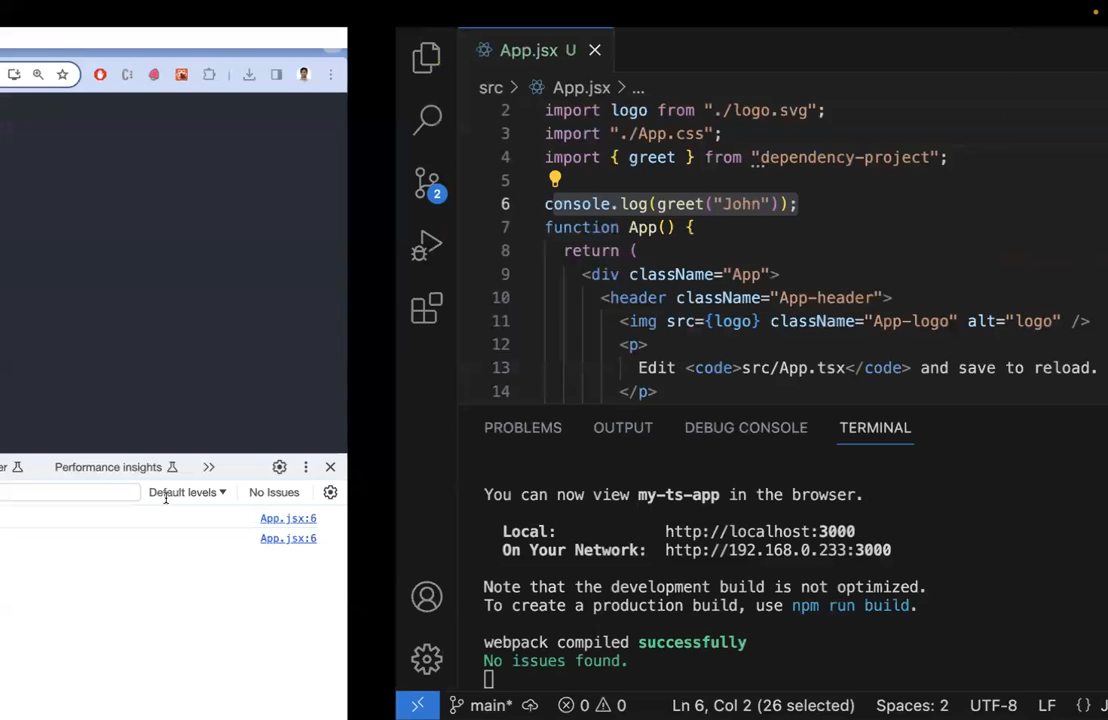 App.jsx U
src > App.jsx > ...
2 import logo from "./logo.svg";
3 import "./App.css";
4 import { greet } from "dependency-project";
5
6 console.log(greet("John"));
7 function App() {
8 return (
9 <div className="App">
10 <header className="App-header">
11 <img src={logo} className="App-logo" alt="logo" />
12 <p>
13 Edit <code>src/App.tsx</code> and save to reload.
14 </p>
2
PROBLEMS OUTPUT DEBUG CONSOLE TERMINAL
You can now view my-ts-app in the browser.
Local: http://localhost:3000
On Your Network: http://192.168.0.233:3000
Note that the development build is not optimized.
To create a production build, use npm run build.
webpack compiled successfully
No issues found.
main* 0 0 Ln 6, Col 2 (26 selected) Spaces: 2 UTF-8 LF {}
Performance insights
Default levels No Issues
App.jsx:6
App.jsx:6